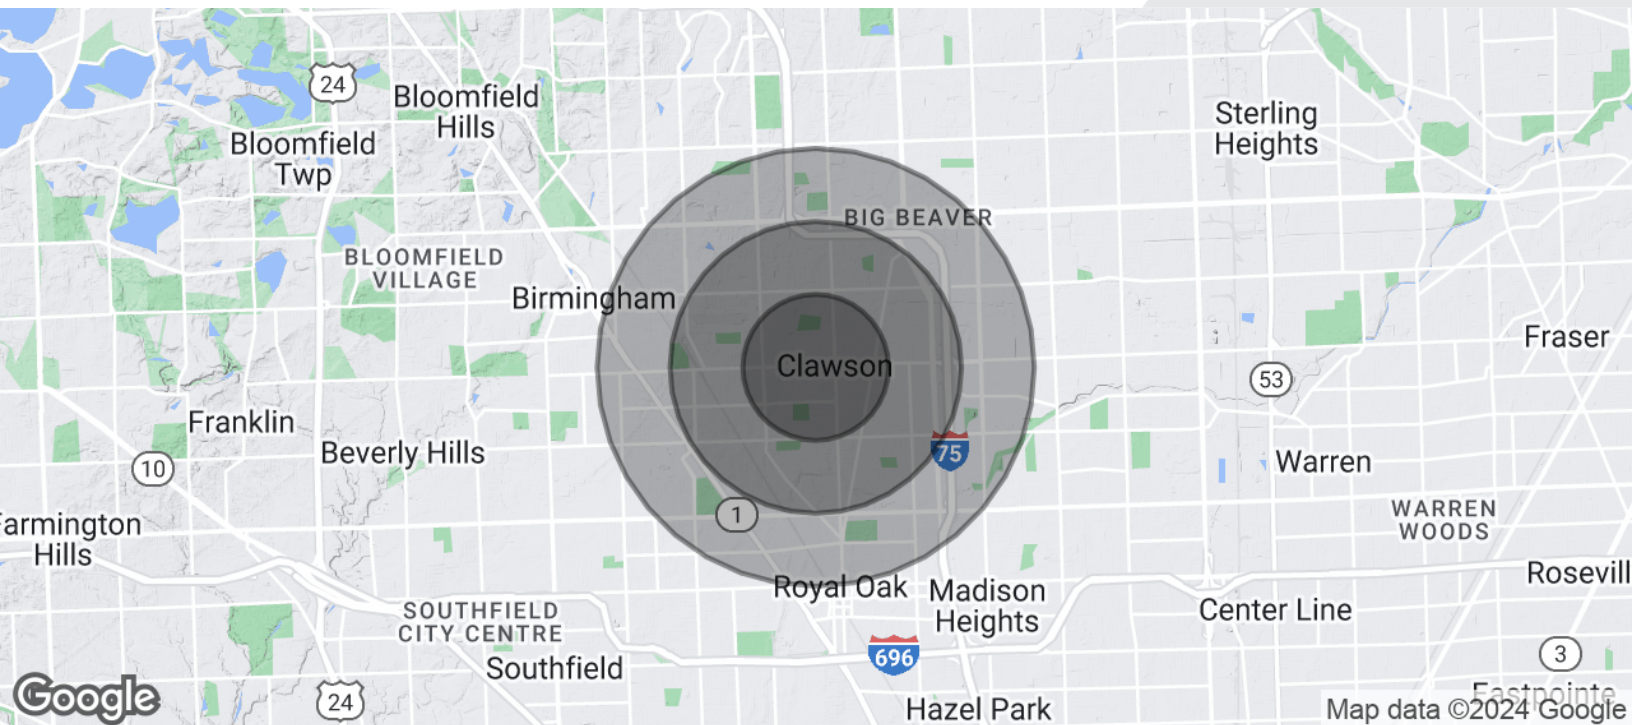 24
Bloomfield
Hills
Sterling
Heights
Bloomfield
Twp
BIG BEAVER
BLOOMFIELD
VILLAGE
Birmingham
Fraser
Clawson
53
Franklin
Beverly Hills
75
10
Warren
1
WARREN
WOODS
Farmington
Hills
Rosevill
Royal Oak
Madison
Heights
Center Line
SOUTHFIELD
CITY CENTRE
696
3
Southfield
Google
24
Eastpointe
Hazel Park
Map data ©2024 Google